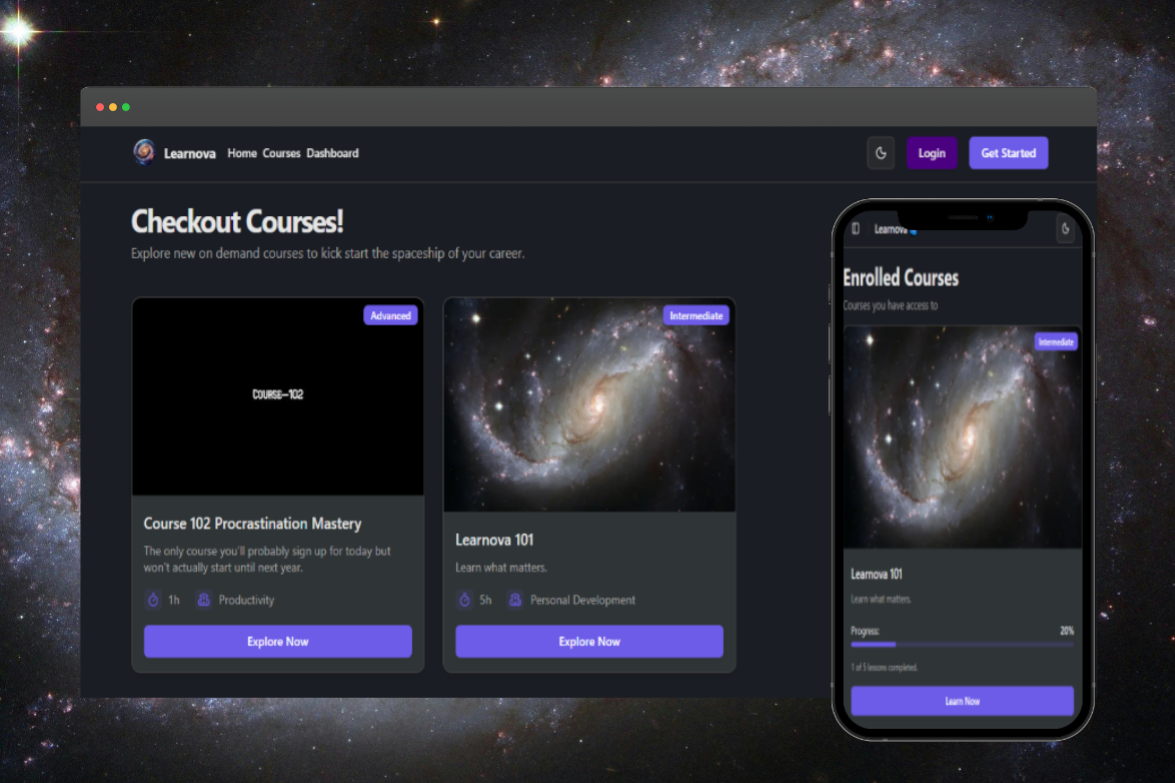 Learnova Home Courses Dashboard Login Get Started
Checkout Courses!
Explore new on demand courses to kick start the spaceship of your career.
Advanced
COURSE-102
Course 102 Procrastination Mastery
The only course you'll probably sign up for today but
won't actually start until next year.
1h Productivity
Explore Now
Intermediate
Learnova 101
Learn what matters.
5h Personal Development
Explore Now
Learnova
Enrolled Courses
Courses you have access to
Intermediate
Learnova 101
Learn what matters.
Progress: 20%
1 of 5 lessons completed.
Learn Now